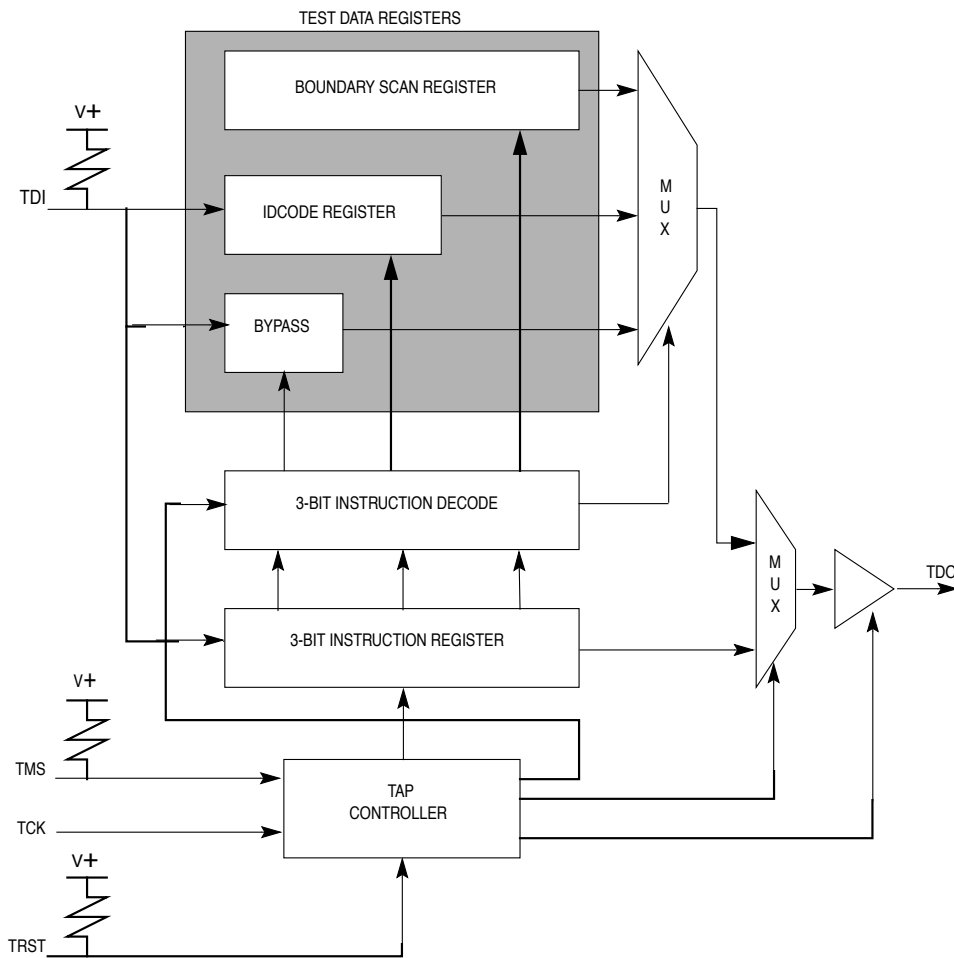 TEST DATA REGISTERS
BOUNDARY SCAN REGISTER
V+
TDI
IDCODE REGISTER
M
U
X
BYPASS
3-BIT INSTRUCTION DECODE
M
U
X
TDO
3-BIT INSTRUCTION REGISTER
V+
TMS
TAP
CONTROLLER
TCK
V+
TRST